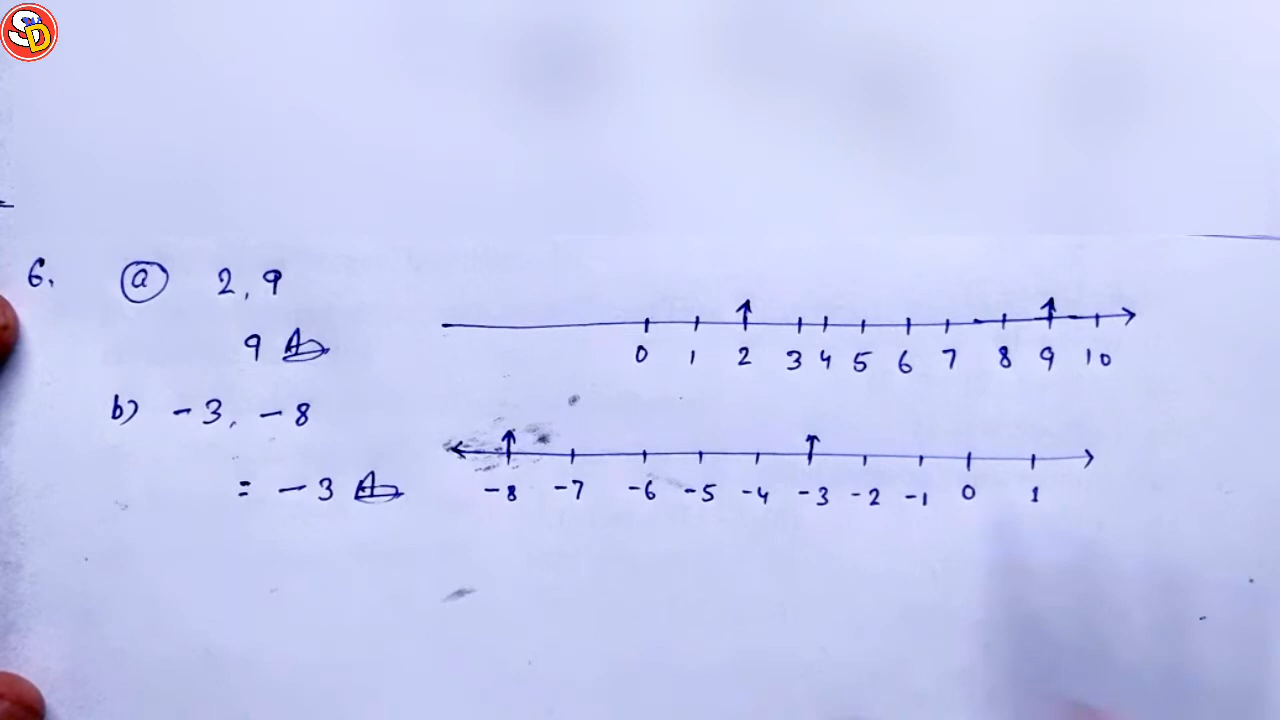 SD
6. a 2, 9
9 Ans
0 1 2 3 4 5 6 7 8 9 10
b) -3, -8
= -3 Ans
-8 -7 -6 -5 -4 -3 -2 -1 0 1